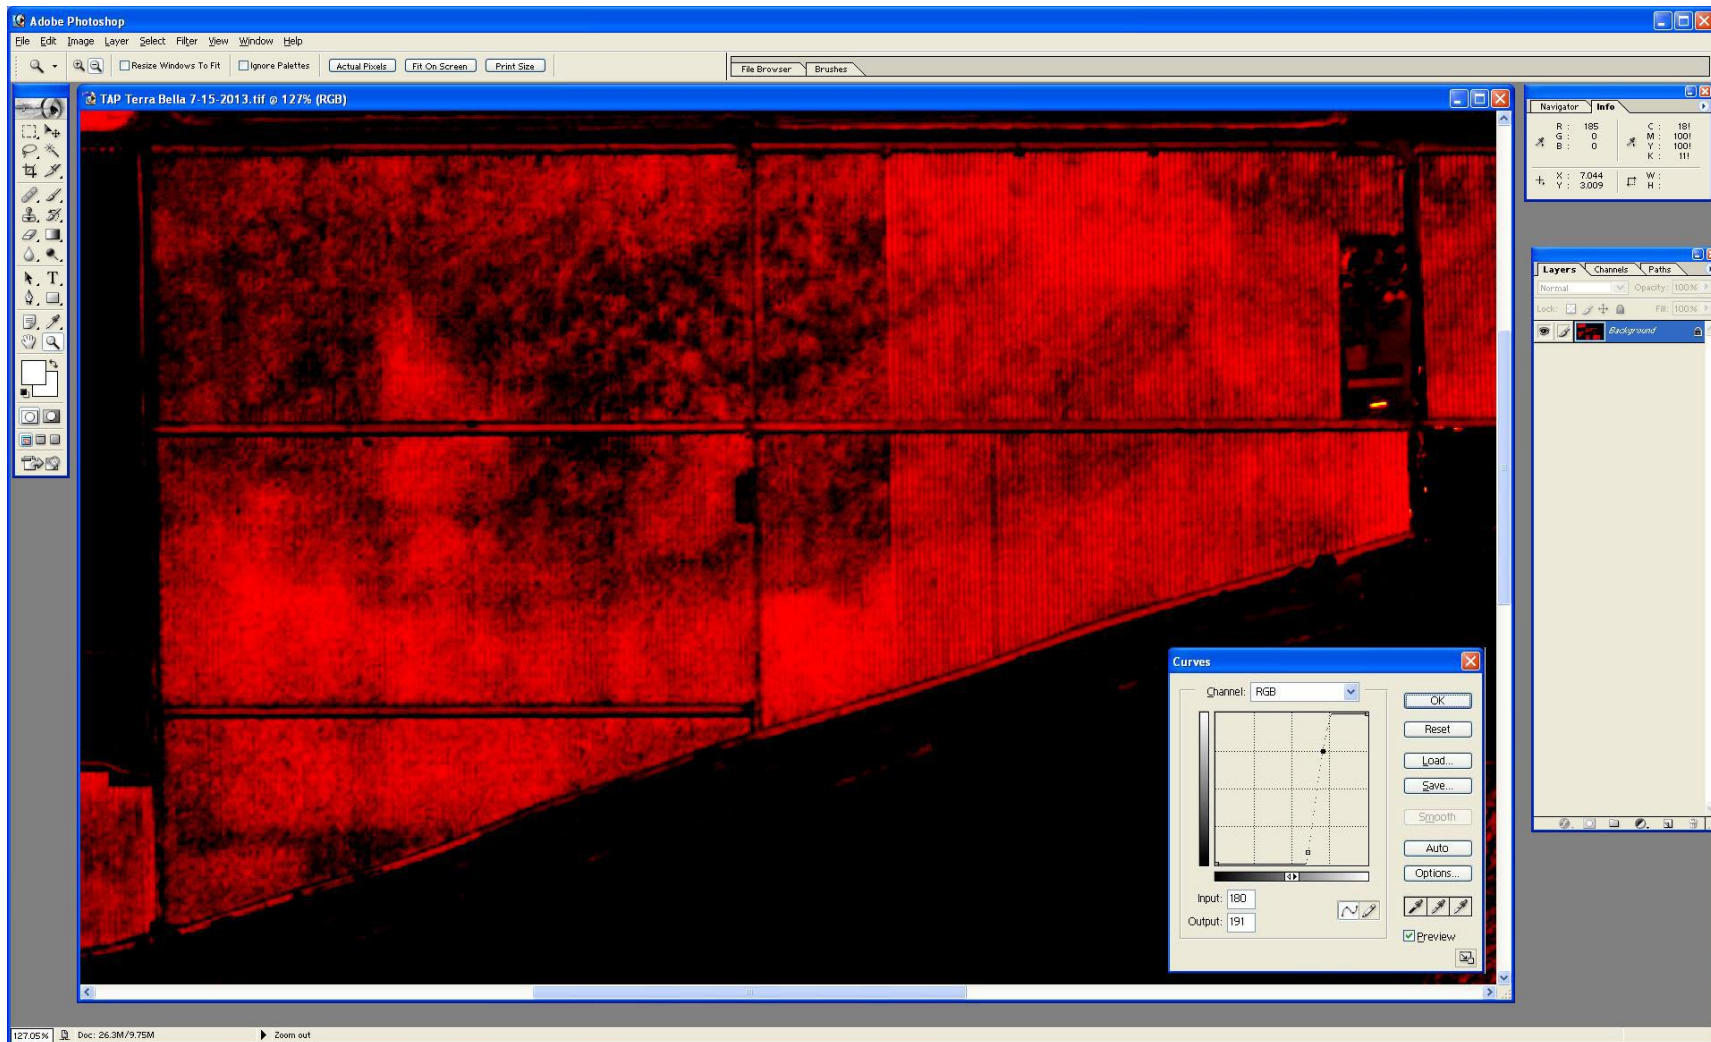 Adobe Photoshop
File Edit Image Layer Select Filter View Window Help
Resize Windows To Fit Ignore Palettes Actual Pixels Fit On Screen Print Size File Browser Brushes
TAP Terra Bella 7-15-2013.tif @ 127% (RGB)
Navigator Info
R : 185 C : 18!
G : 0 M : 100!
B : 0 Y : 100!
K : 11!
X : 7.044 W :
Y : 3.009 H :
Layers Channels Paths
Normal Opacity: 100%
Lock: Fill: 100%
Background
Curves
Channel: RGB
OK
Reset
Load...
Save...
Smooth
Auto
Options...
Input: 180
Output: 191
Preview
127.05% Doc: 26.3M/9.75M Zoom out